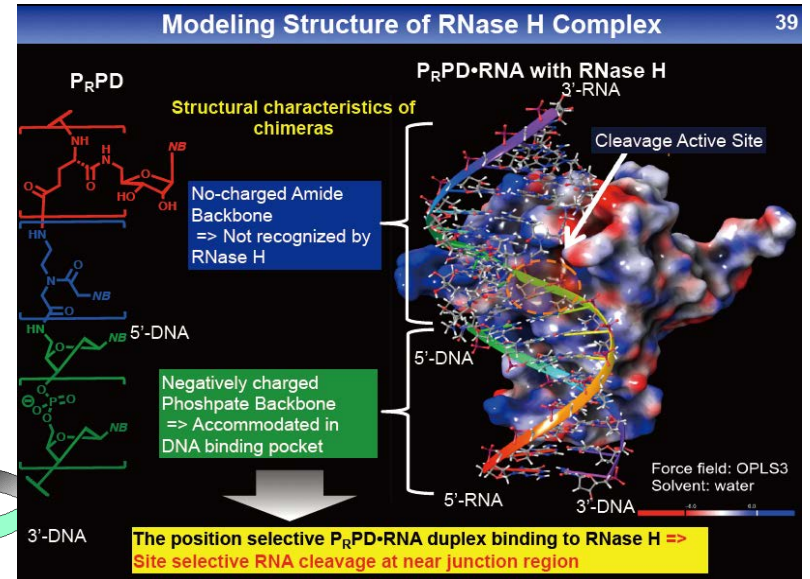 Modeling Structure of RNase H Complex
39
PRPD
Structural characteristics of
chimeras
PRPD•RNA with RNase H
3'-RNA
Cleavage Active Site
NB
NH
O
N
H
O
HO
OH
O
No-charged Amide
Backbone
=> Not recognized by
RNase H
HN
O
N
NB
O
HN
NB
5'-DNA
O
5'-DNA
O
O
P
O
⊖O
NB
O
Negatively charged
Phoshpate Backbone
=> Accommodated in
DNA binding pocket
Force field: OPLS3
Solvent: water
5'-RNA
3'-DNA
3'-DNA
The position selective PRPD•RNA duplex binding to RNase H =>
Site selective RNA cleavage at near junction region